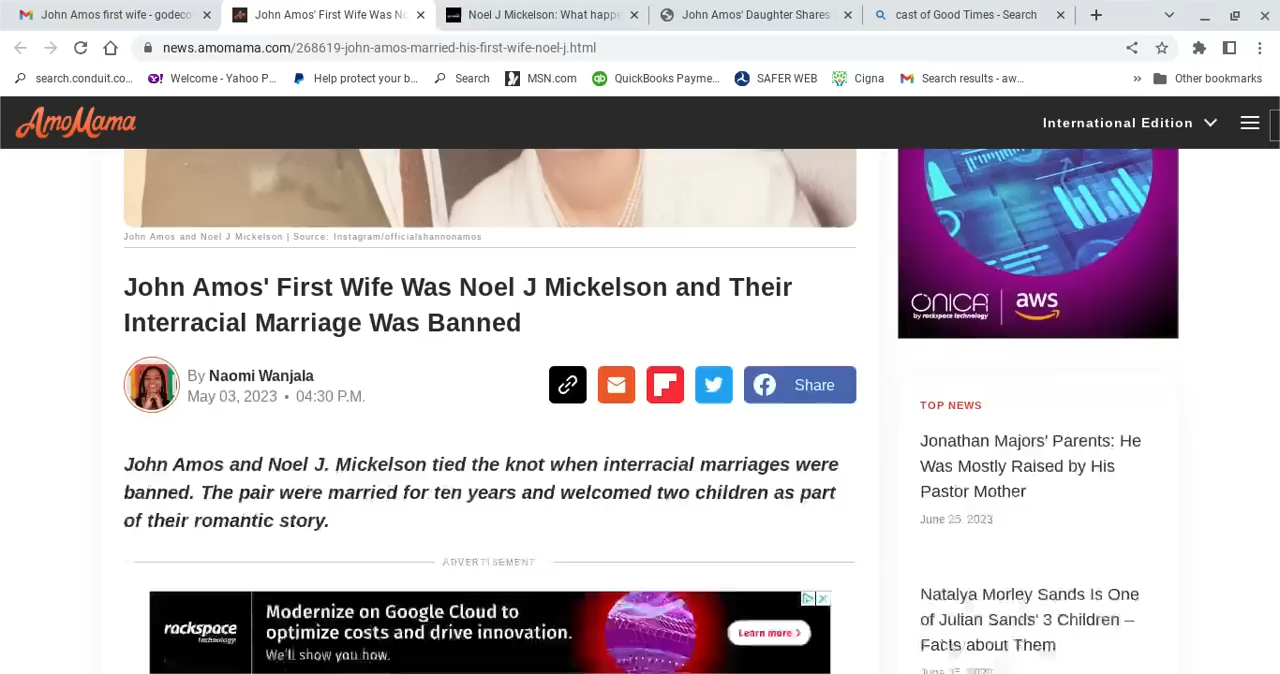 John Amos first wife - godeco
John Amos' First Wife Was No
Noel J Mickelson: What happe
John Amos' Daughter Shares
cast of Good Times - Search
news.amomama.com/268619-john-amos-married-his-first-wife-noel-j.html
search.conduit.co...
Welcome - Yahoo P...
Help protect your b...
Search
MSN.com
QuickBooks Payme...
SAFER WEB
Cigna
Search results - aw...
»
Other bookmarks
AmoMama
International Edition
John Amos and Noel J Mickelson | Source: Instagram/officialshannonamos
John Amos' First Wife Was Noel J Mickelson and Their
Interracial Marriage Was Banned
By Naomi Wanjala
May 03, 2023 • 04:30 P.M.
Share
John Amos and Noel J. Mickelson tied the knot when interracial marriages were
banned. The pair were married for ten years and welcomed two children as part
of their romantic story.
ADVERTISEMENT
rackspace
technology
Modernize on Google Cloud to
optimize costs and drive innovation.
We'll show you how.
Learn more >
ONICA
by rackspace technology
aws
TOP NEWS
Jonathan Majors' Parents: He
Was Mostly Raised by His
Pastor Mother
June 25, 2023
Natalya Morley Sands Is One
of Julian Sands' 3 Children –
Facts about Them